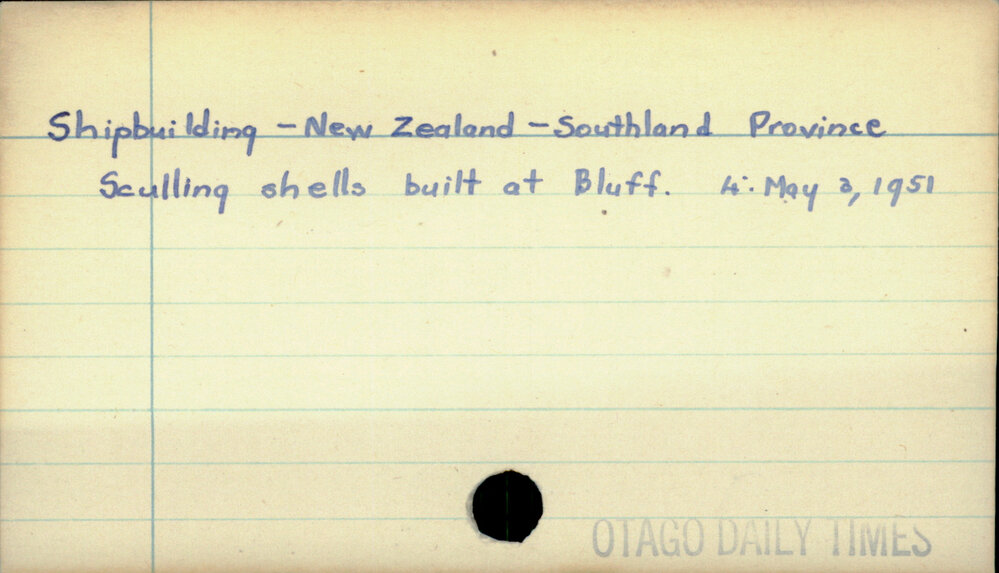 Shipbuilding - New Zealand - Southland Province
Sculling shells built at Bluff. 4: May 3, 1951
OTAGO DAILY TIMES